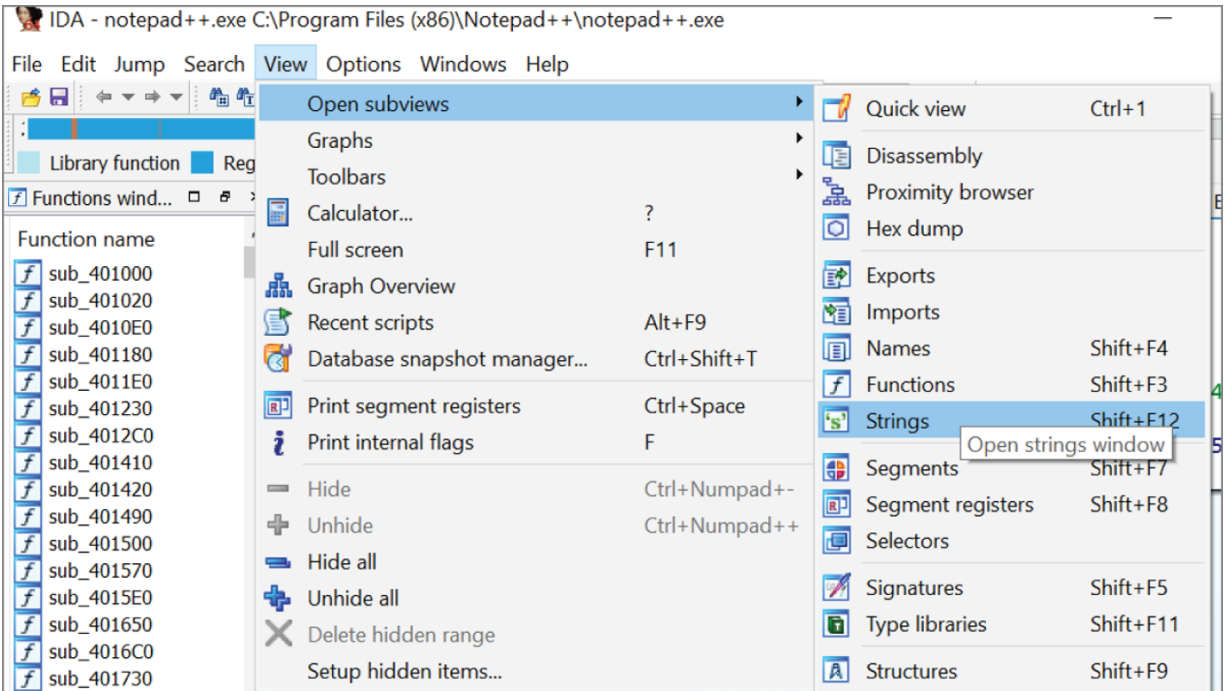 IDA - notepad++.exe C:\Program Files (x86)\Notepad++\notepad++.exe
File Edit Jump Search View Options Windows Help
Library function Reg
Functions wind...
Function name
sub_401000
sub_401020
sub_4010E0
sub_401180
sub_4011E0
sub_401230
sub_4012C0
sub_401410
sub_401420
sub_401490
sub_401500
sub_401570
sub_4015E0
sub_401650
sub_4016C0
sub_401730
Open subviews
Graphs
Toolbars
Calculator... ?
Full screen F11
Graph Overview
Recent scripts Alt+F9
Database snapshot manager... Ctrl+Shift+T
Print segment registers Ctrl+Space
Print internal flags F
Hide Ctrl+Numpad+-
Unhide Ctrl+Numpad++
Hide all
Unhide all
Delete hidden range
Setup hidden items...
Quick view Ctrl+1
Disassembly
Proximity browser
Hex dump
Exports
Imports
Names Shift+F4
Functions Shift+F3
Strings Shift+F12
Open strings window
Segments Shift+F7
Segment registers Shift+F8
Selectors
Signatures Shift+F5
Type libraries Shift+F11
Structures Shift+F9